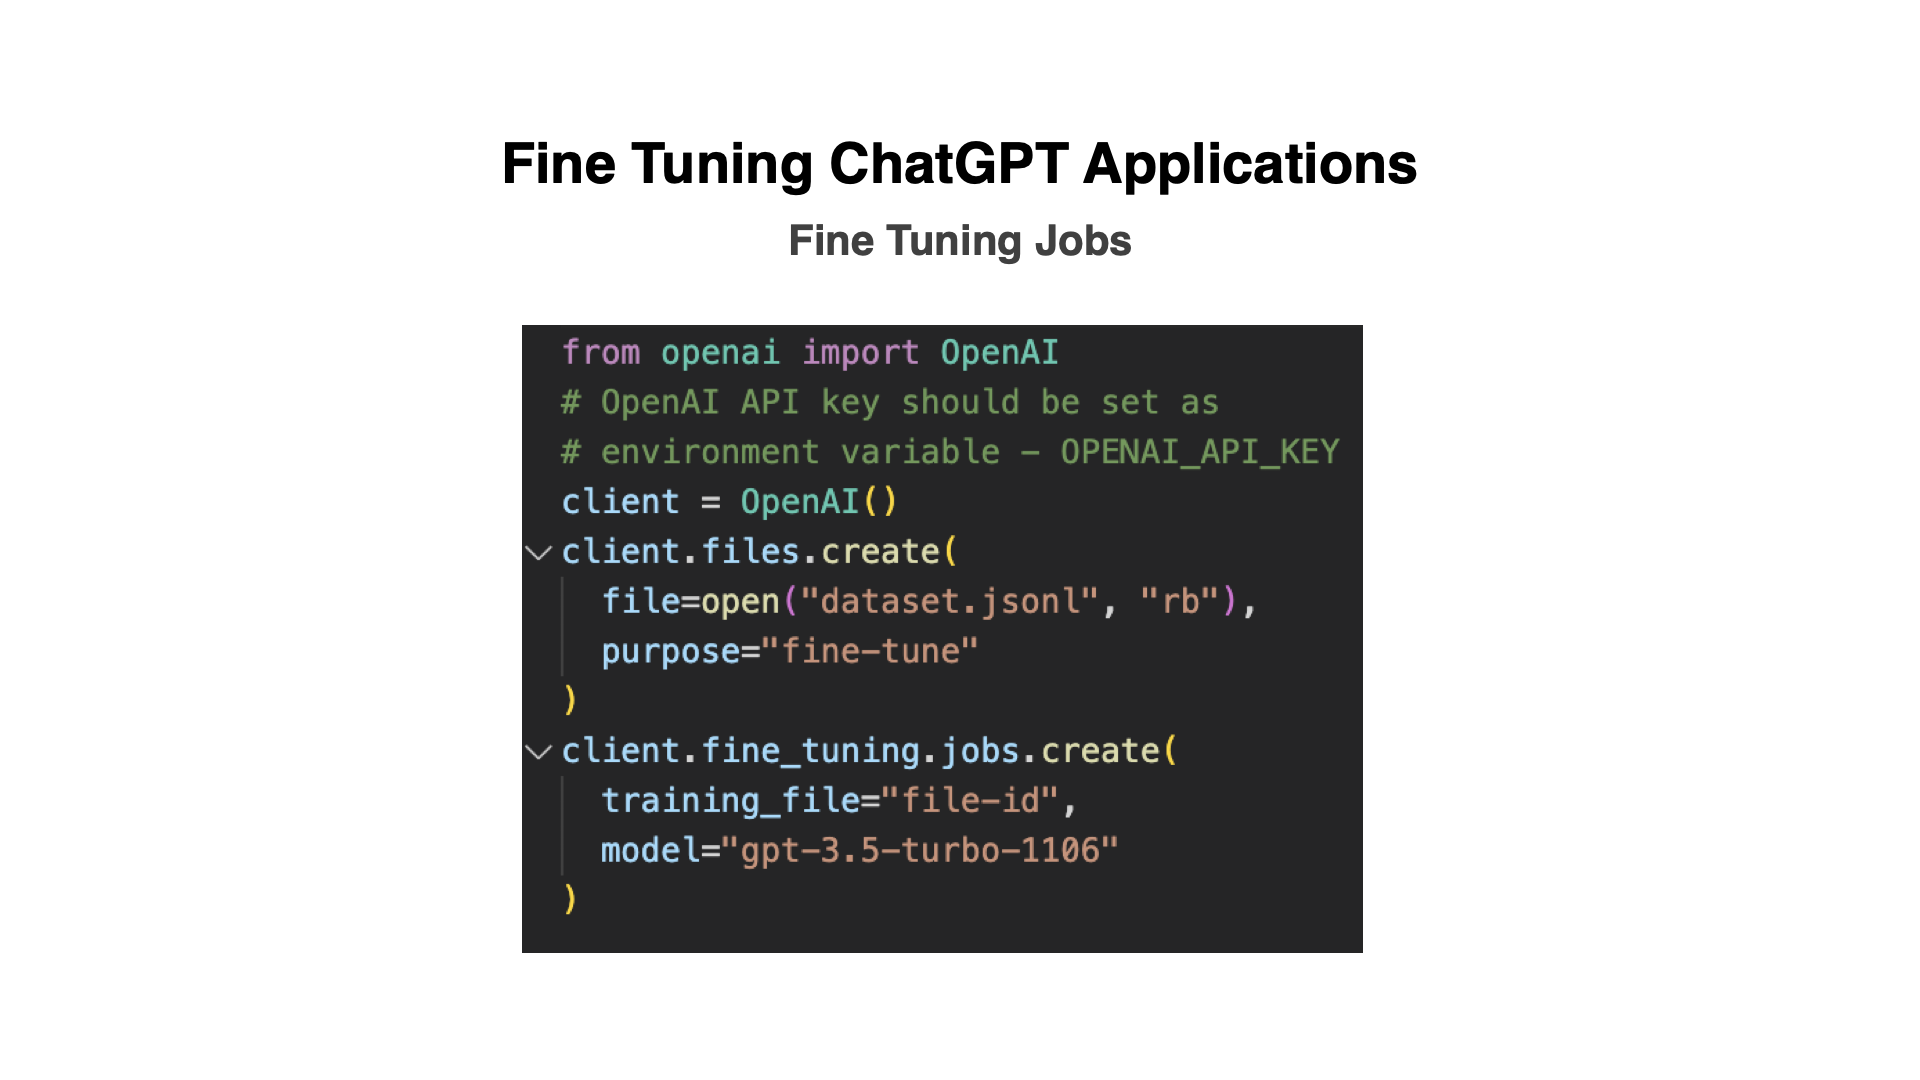 Fine Tuning ChatGPT Applications
Fine Tuning Jobs
from openai import OpenAI
# OpenAI API key should be set as
# environment variable - OPENAI_API_KEY
client = OpenAI()
client.files.create(
  file=open("dataset.jsonl", "rb"),
  purpose="fine-tune"
)
client.fine_tuning.jobs.create(
  training_file="file-id",
  model="gpt-3.5-turbo-1106"
)